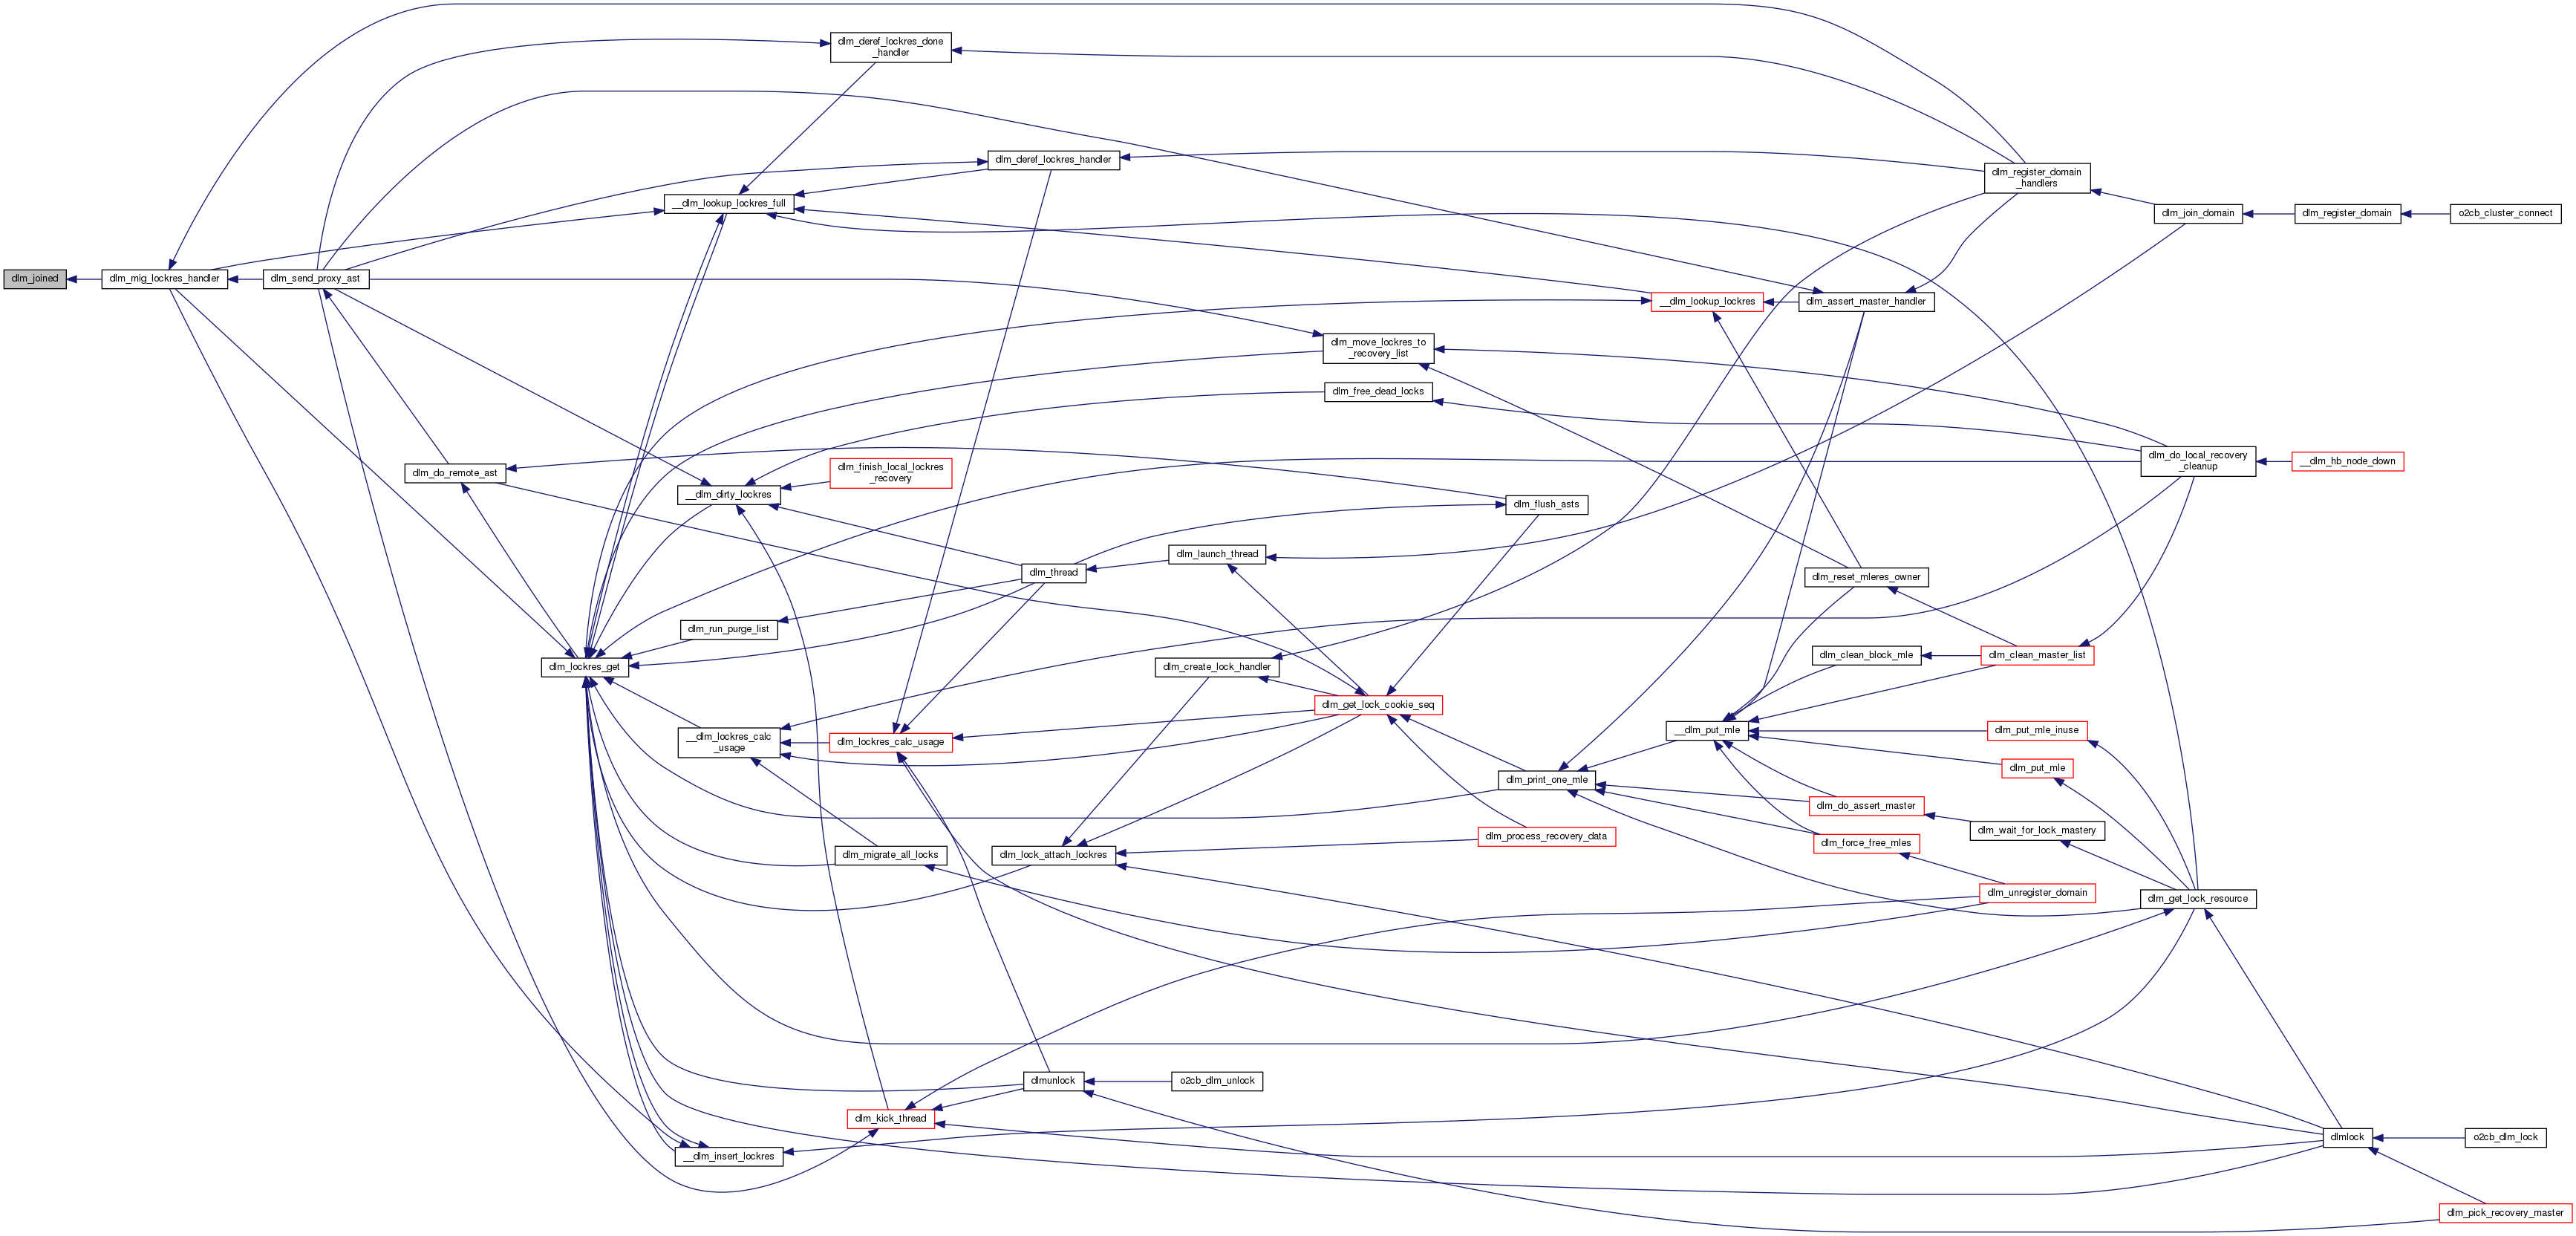 dlm_joined
dlm_mig_lockres_handler
dlm_send_proxy_ast
dlm_do_remote_ast
dlm_lockres_get
dlm_deref_lockres_done
_handler
__dlm_lookup_lockres_full
dlm_deref_lockres_handler
__dlm_dirty_lockres
dlm_finish_local_lockres
_recovery
dlm_run_purge_list
__dlm_lockres_calc
_usage
dlm_lockres_calc_usage
dlm_migrate_all_locks
dlm_kick_thread
__dlm_insert_lockres
dlm_thread
dlm_launch_thread
dlm_create_lock_handler
dlm_lock_attach_lockres
dlmunlock
o2cb_dlm_unlock
dlm_move_lockres_to
_recovery_list
dlm_free_dead_locks
dlm_get_lock_cookie_seq
dlm_flush_asts
dlm_print_one_mle
dlm_process_recovery_data
__dlm_lookup_lockres
__dlm_put_mle
dlm_assert_master_handler
dlm_reset_mleres_owner
dlm_clean_block_mle
dlm_do_assert_master
dlm_force_free_mles
dlm_register_domain
_handlers
dlm_clean_master_list
dlm_put_mle_inuse
dlm_put_mle
dlm_wait_for_lock_mastery
dlm_unregister_domain
dlm_join_domain
dlm_do_local_recovery
_cleanup
dlm_get_lock_resource
dlm_register_domain
o2cb_cluster_connect
__dlm_hb_node_down
dlmlock
o2cb_dlm_lock
dlm_pick_recovery_master